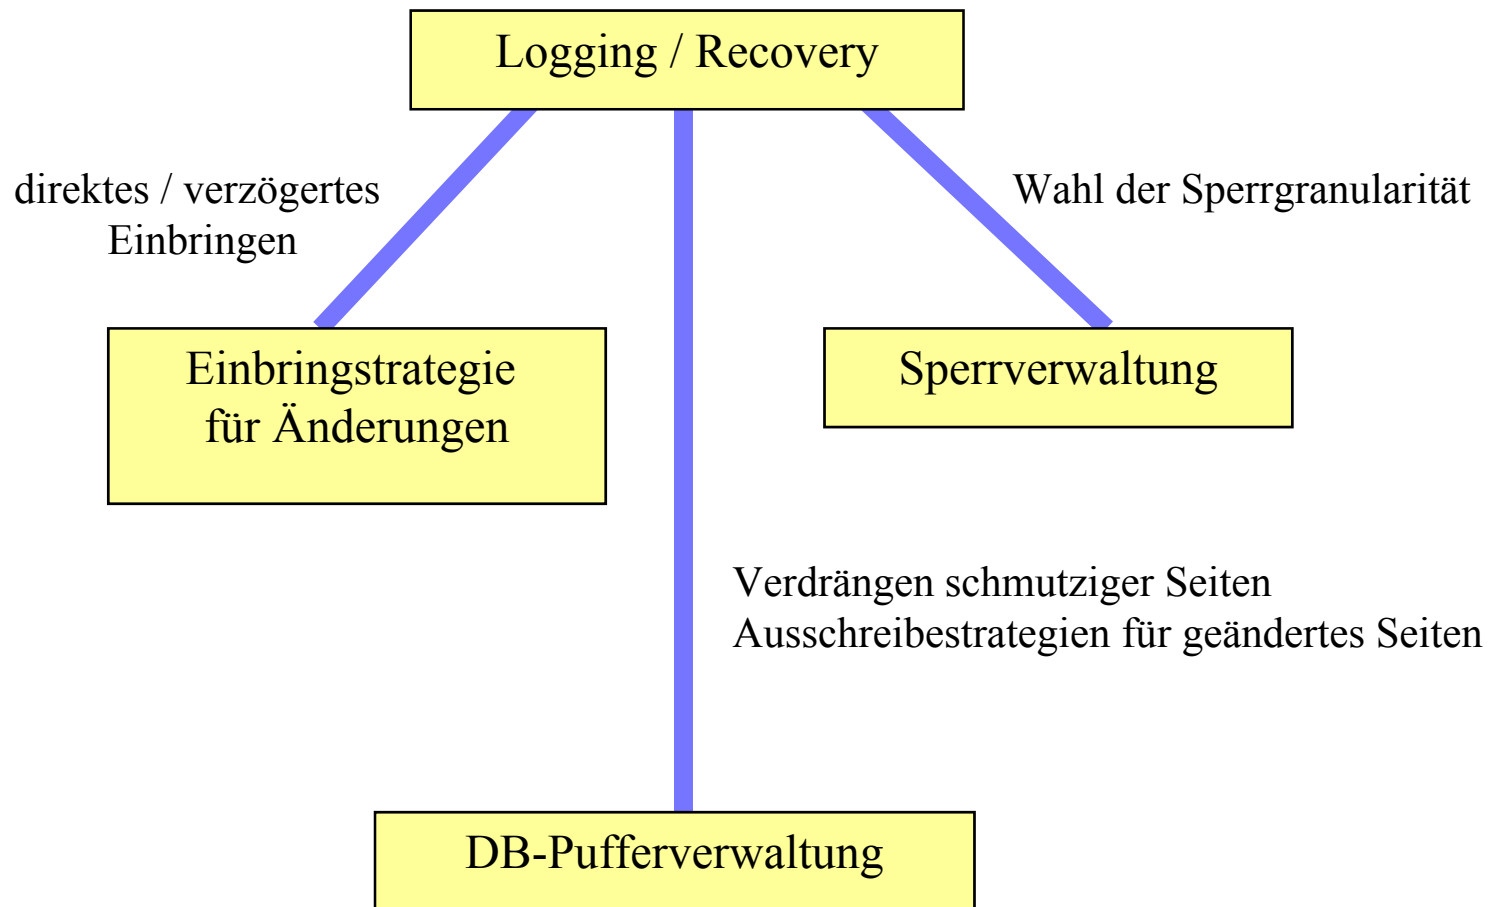 Logging / Recovery
direktes / verzögertes
Einbringen
Wahl der Sperrgranularität
Einbringstrategie
für Änderungen
Sperrverwaltung
Verdrängen schmutziger Seiten
Ausschreibestrategien für geändertes Seiten
DB-Pufferverwaltung